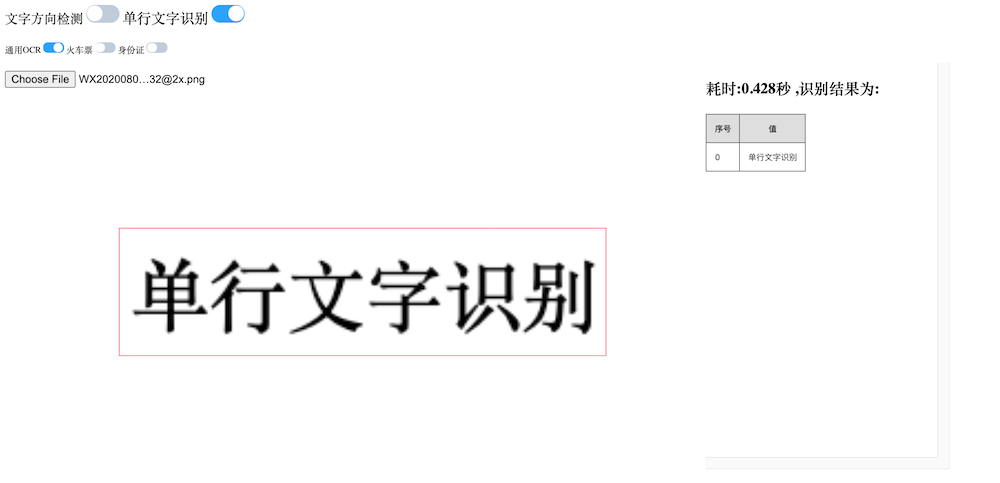 文字方向检测 单行文字识别
通用OCR 火车票 身份证
Choose File WX2020080...32@2x.png
耗时:0.428秒 ,识别结果为:
序号 值
0 单行文字识别
单行文字识别